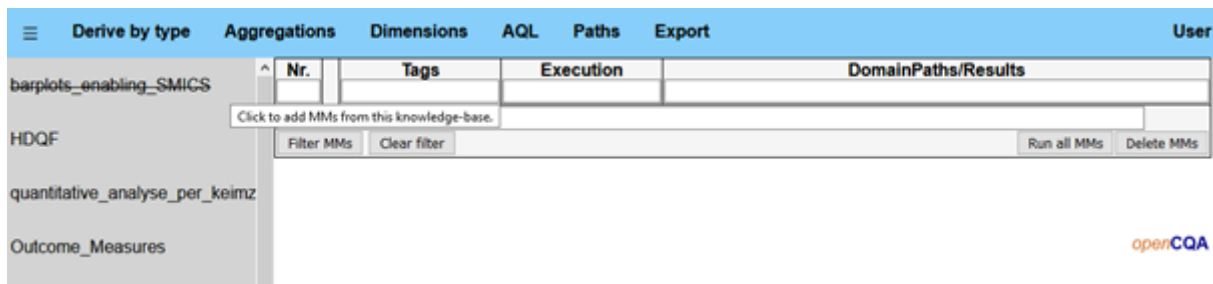 ☰ Derive by type Aggregations Dimensions AQL Paths Export User
Nr. Tags Execution DomainPaths/Results
barplots_enabling_SMICS
Click to add MMs from this knowledge-base.
HDQF
Filter MMs Clear filter Run all MMs Delete MMs
quantitative_analyse_per_keimz
Outcome_Measures
openCQA